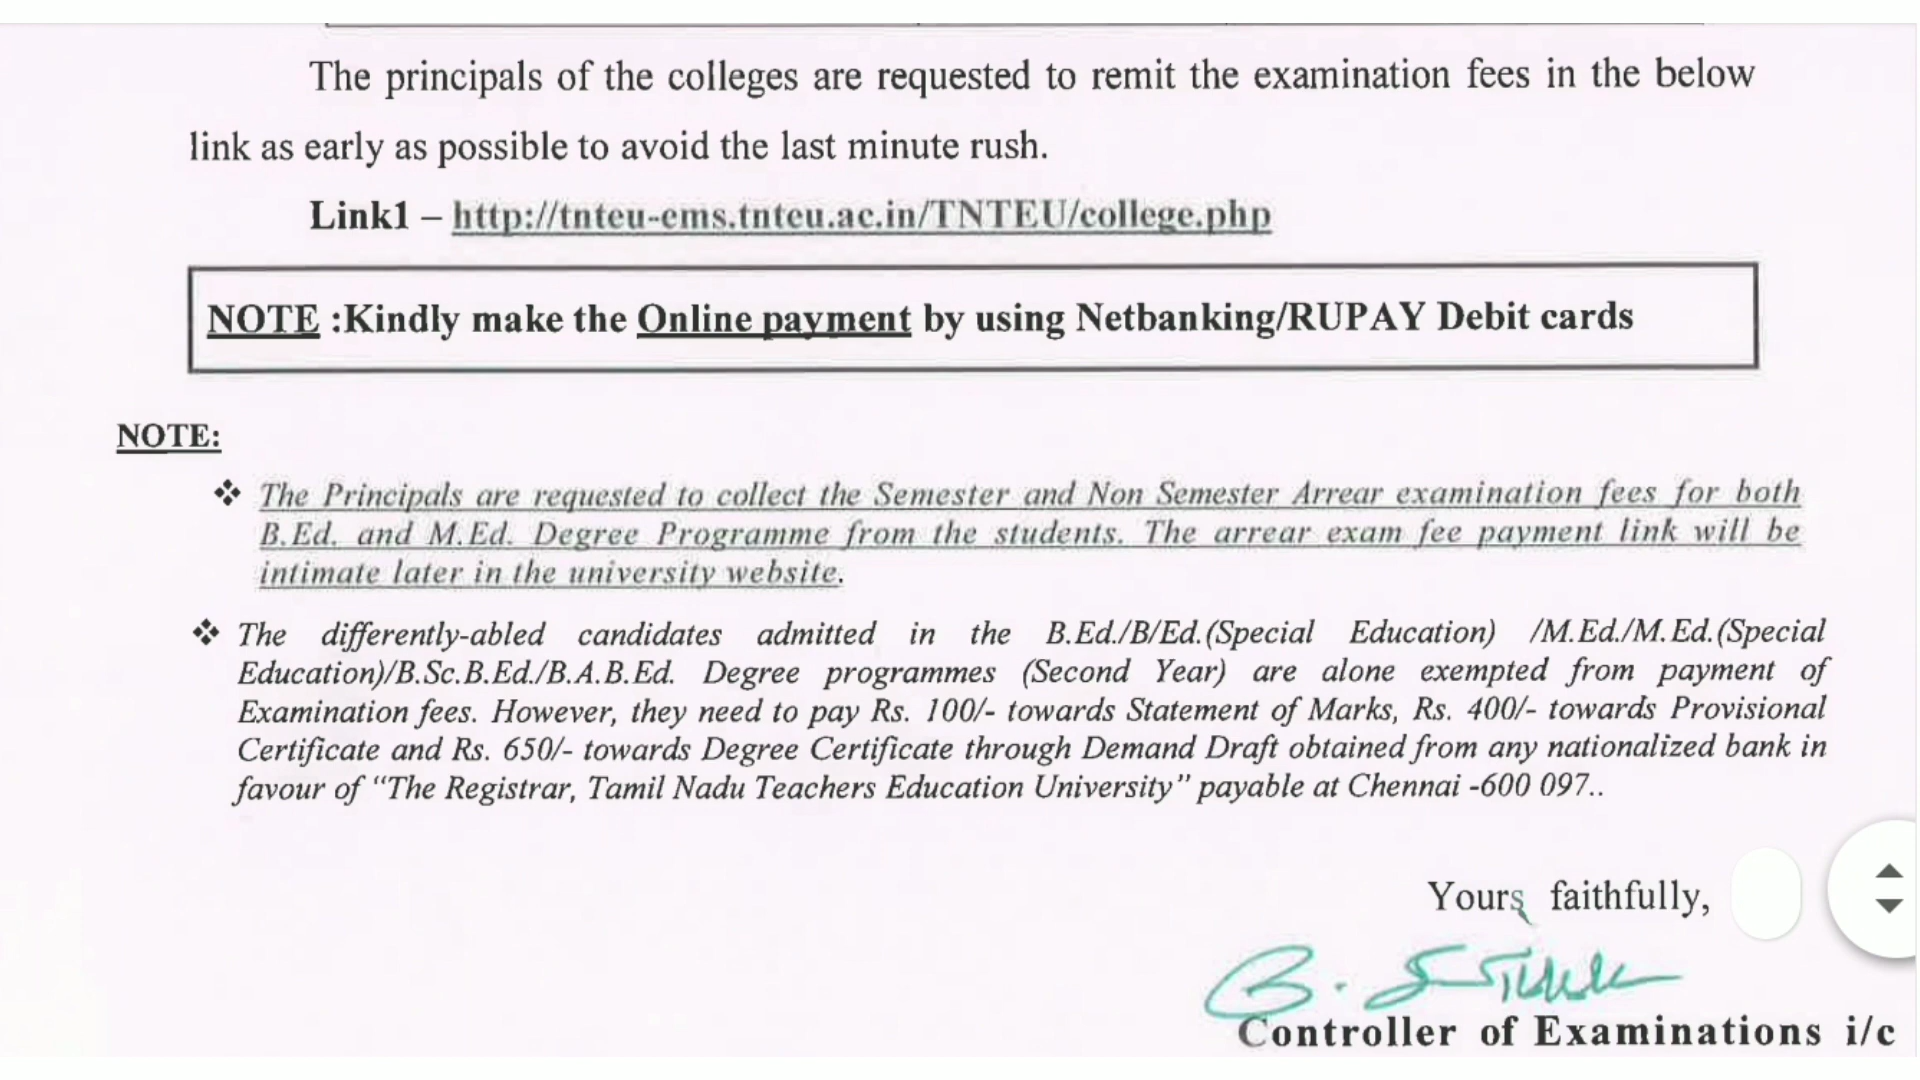 The principals of the colleges are requested to remit the examination fees in the below
link as early as possible to avoid the last minute rush.
Link1 – http://tnteu-ems.tnteu.ac.in/TNTEU/college.php
NOTE :Kindly make the Online payment by using Netbanking/RUPAY Debit cards
NOTE:
❖ The Principals are requested to collect the Semester and Non Semester Arrear examination fees for both
B.Ed. and M.Ed. Degree Programme from the students. The arrear exam fee payment link will be
intimate later in the university website.
❖ The differently-abled candidates admitted in the B.Ed./B/Ed.(Special Education) /M.Ed./M.Ed.(Special
Education)/B.Sc.B.Ed./B.A.B.Ed. Degree programmes (Second Year) are alone exempted from payment of
Examination fees. However, they need to pay Rs. 100/- towards Statement of Marks, Rs. 400/- towards Provisional
Certificate and Rs. 650/- towards Degree Certificate through Demand Draft obtained from any nationalized bank in
favour of “The Registrar, Tamil Nadu Teachers Education University” payable at Chennai -600 097..
Yours faithfully,
Controller of Examinations i/c